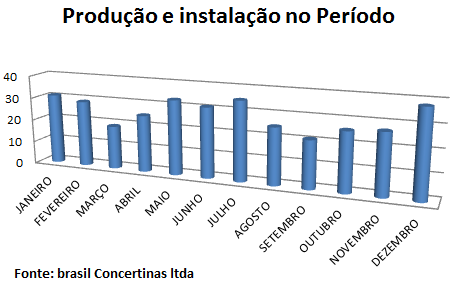 Produção e instalação no Período
40
30
20
10
0
JANEIRO
FEVEREIRO
MARÇO
ABRIL
MAIO
JUNHO
JULHO
AGOSTO
SETEMBRO
OUTUBRO
NOVEMBRO
DEZEMBRO
Fonte: brasil Concertinas ltda